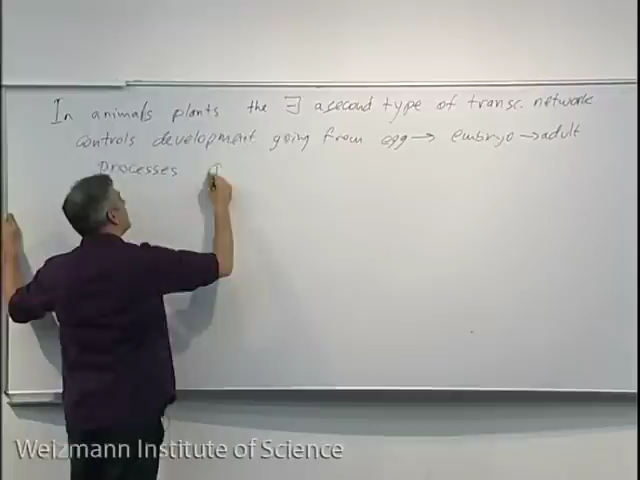 In animals plants the ∃ a second type of transc. network
controls development going from egg → embryo → adult
processes
Weizmann Institute of Science